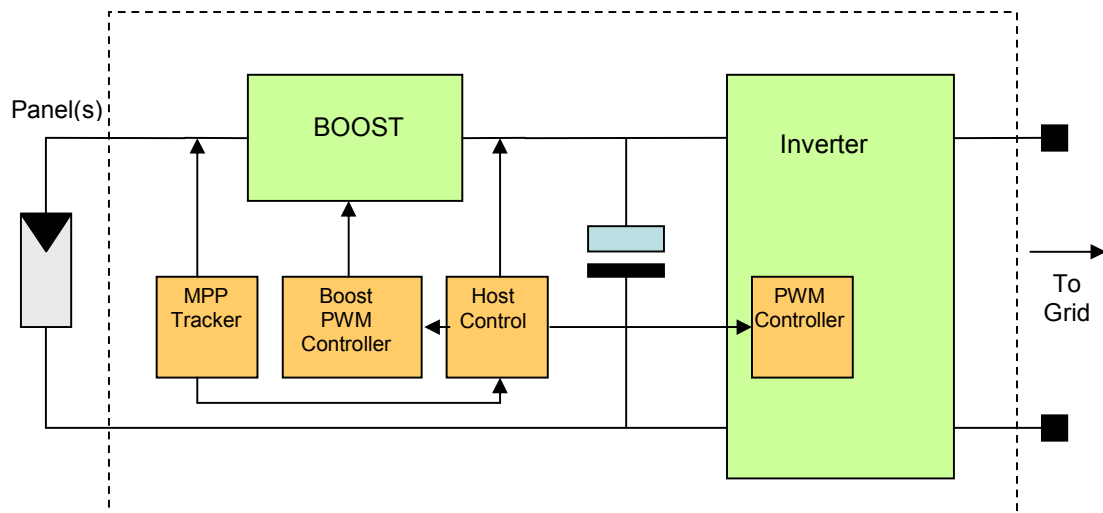 Panel(s)
BOOST
Inverter
MPP
Tracker
Boost
PWM
Controller
Host
Control
PWM
Controller
To
Grid